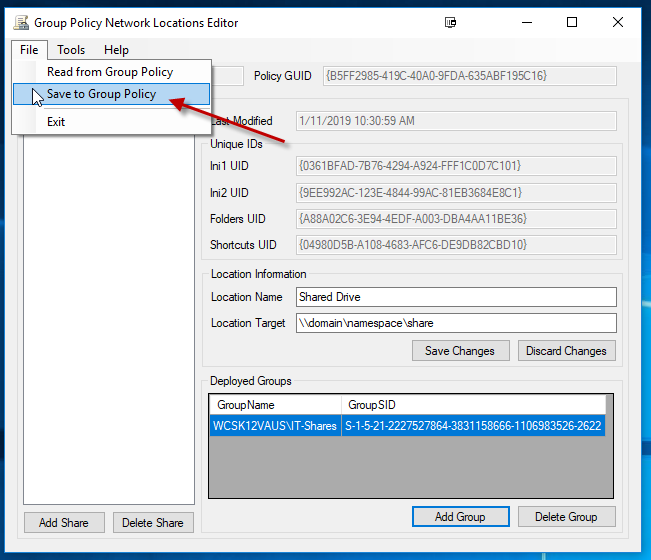 Group Policy Network Locations Editor
File Tools Help
Read from Group Policy
Save to Group Policy
Exit
Policy GUID {B5FF2985-419C-40A0-9FDA-635ABF195C16}
Last Modified 1/11/2019 10:30:59 AM
Unique IDs
Ini1 UID {0361BFAD-7B76-4294-A924-FFF1C0D7C101}
Ini2 UID {9EE992AC-123E-4844-99AC-81EB3684E8C1}
Folders UID {A88A02C6-3E94-4EDF-A003-DBA4AA11BE36}
Shortcuts UID {04980D5B-A108-4683-AFC6-DE9DB82CBD10}
Location Information
Location Name Shared Drive
Location Target \\domain\namespace\share
Save Changes Discard Changes
Deployed Groups
GroupName GroupSID
WCSK12VAUS\IT-Shares S-1-5-21-2227527864-3831158666-1106983526-2622
Add Share Delete Share Add Group Delete Group